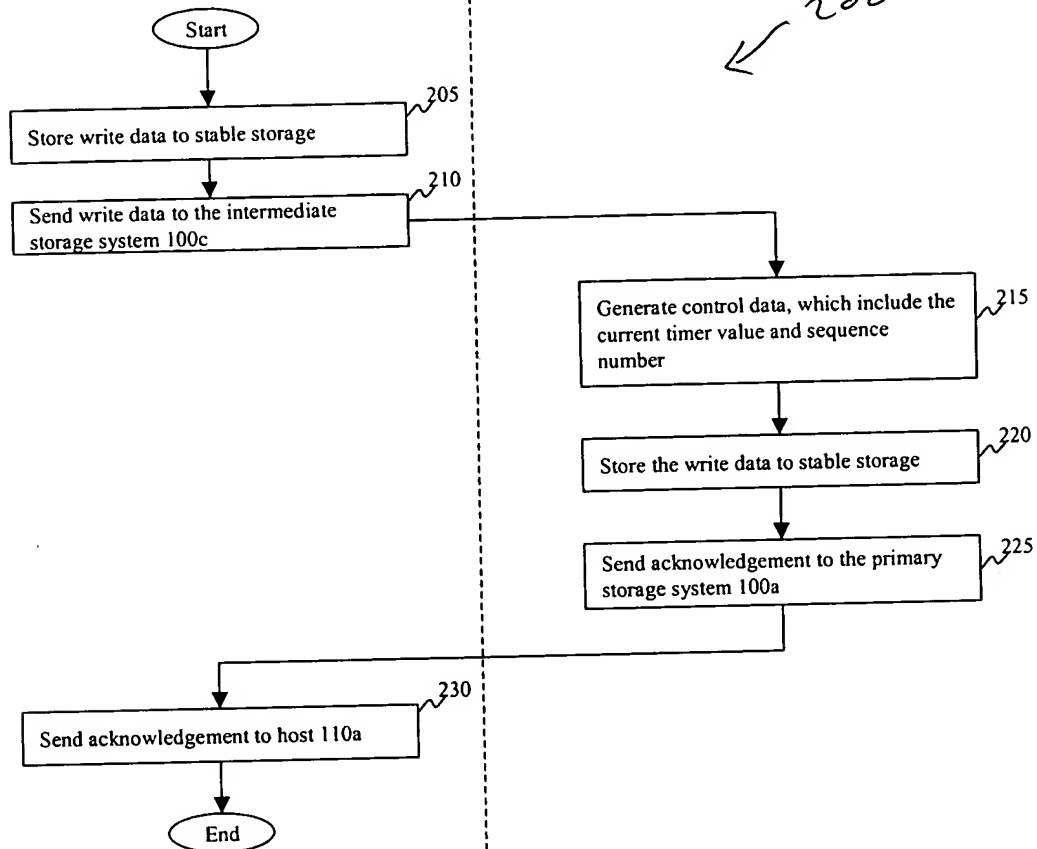 200
Start
205
Store write data to stable storage
210
Send write data to the intermediate
storage system 100c
Generate control data, which include the
current timer value and sequence
number
215
Store the write data to stable storage
220
Send acknowledgement to the primary
storage system 100a
225
230
Send acknowledgement to host 110a
End